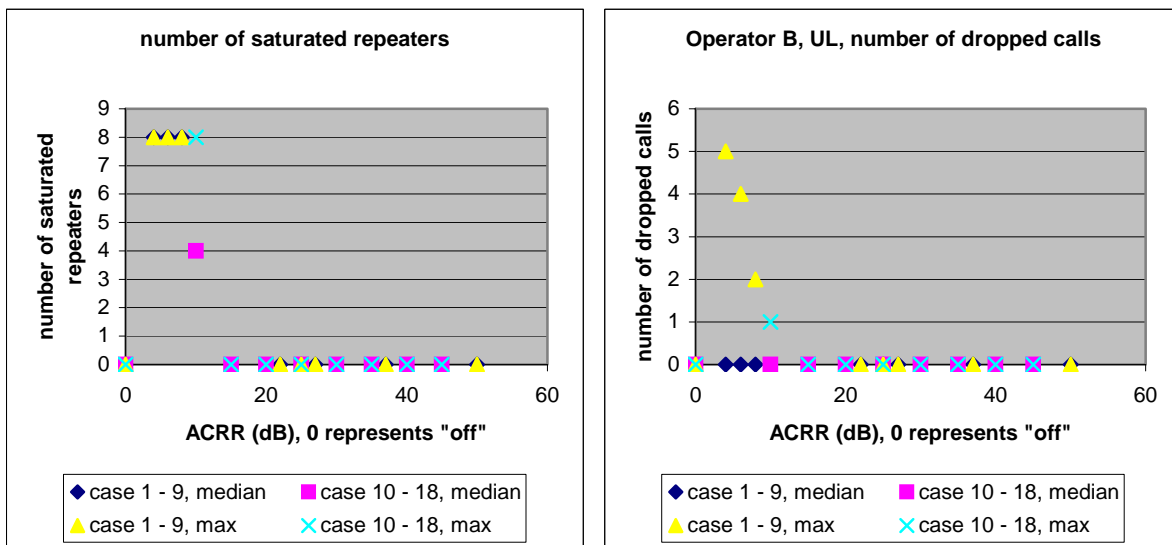 number of saturated repeaters
number of saturated
repeaters
9
8
7
6
5
4
3
2
1
0
0 20 40 60
ACRR (dB), 0 represents "off"
case 1 - 9, median case 10 - 18, median
case 1 - 9, max case 10 - 18, max
Operator B, UL, number of dropped calls
number of dropped calls
6
5
4
3
2
1
0
0 20 40 60
ACRR (dB), 0 represents "off"
case 1 - 9, median case 10 - 18, median
case 1 - 9, max case 10 - 18, max